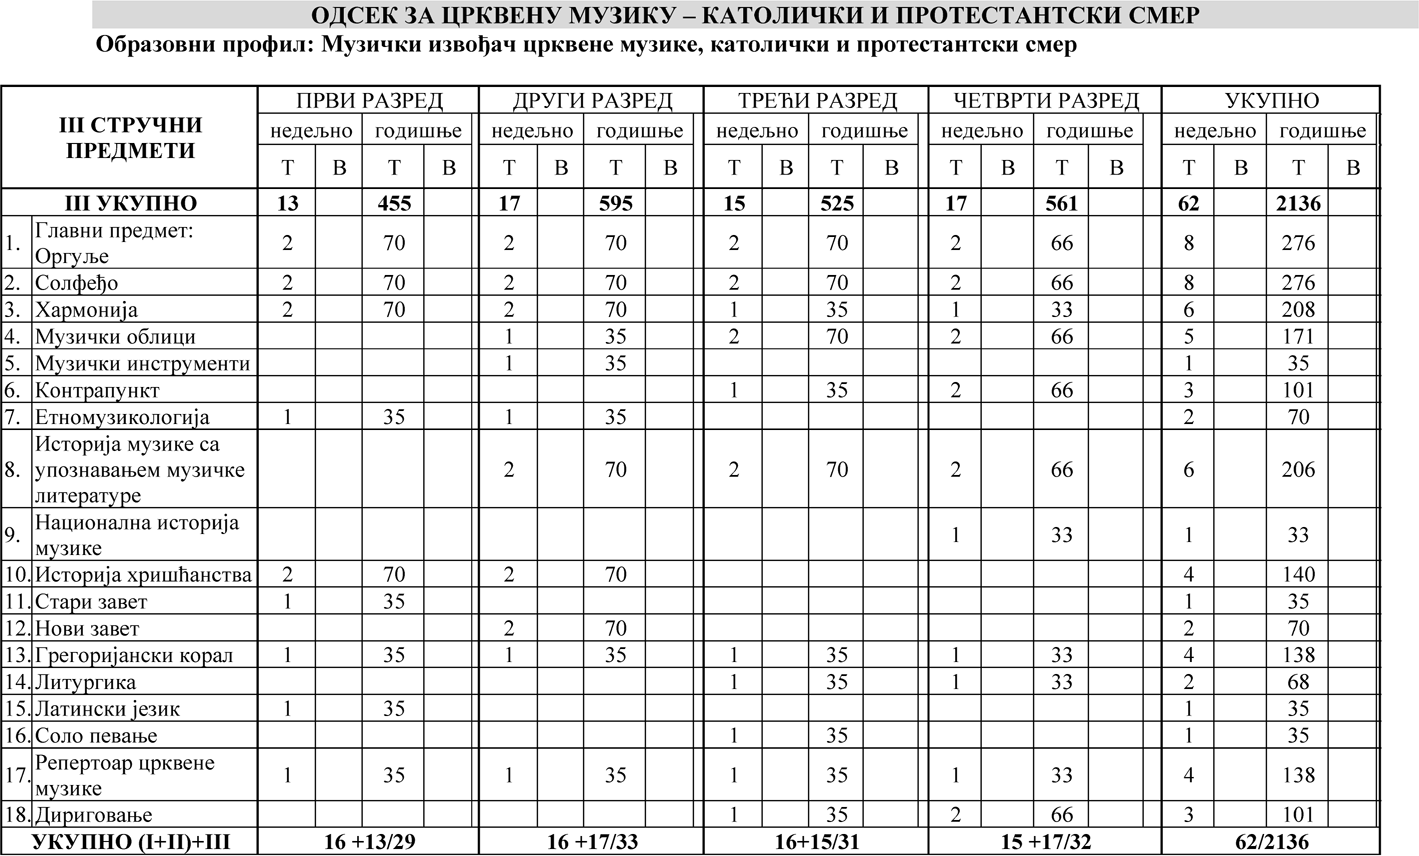 ОДСЕК ЗА ЦРКВЕНУ МУЗИКУ – КАТОЛИЧКИ И ПРОТЕСТАНТСКИ СМЕР
Образовни профил: Музички извођач црквене музике, католички и протестантски смер
III СТРУЧНИ ПРЕДМЕТИ ПРВИ РАЗРЕД ДРУГИ РАЗРЕД ТРЕЋИ РАЗРЕД ЧЕТВРТИ РАЗРЕД УКУПНО
недељно годишње недељно годишње недељно годишње недељно годишње недељно годишње
Т В Т В Т В Т В Т В Т В Т В Т В Т В Т В
III УКУПНО 13 455 17 595 15 525 17 561 62 2136
1. Главни предмет:
Оргуље 2 70 2 70 2 70 2 66 8 276
2. Солфеђо 2 70 2 70 2 70 2 66 8 276
3. Хармонија 2 70 2 70 1 35 1 33 6 208
4. Музички облици 1 35 2 70 2 66 5 171
5. Музички инструменти 1 35 1 35
6. Контрапункт 1 35 2 66 3 101
7. Етномузикологија 1 35 1 35 2 70
8. Историја музике са
упознавањем музичке
литературе 2 70 2 70 2 66 6 206
9. Национална историја
музике 1 33 1 33
10. Историја хришћанства 2 70 2 70 4 140
11. Стари завет 1 35 1 35
12. Нови завет 2 70 2 70
13. Грегоријански корал 1 35 1 35 1 35 1 33 4 138
14. Литургика 1 35 1 33 2 68
15. Латински језик 1 35 1 35
16. Соло певање 1 35 1 35
17. Репертоар црквене
музике 1 35 1 35 1 35 1 33 4 138
18. Дириговање 1 35 2 66 3 101
УКУПНО (I+II)+III 16 +13/29 16 +17/33 16+15/31 15 +17/32 62/2136